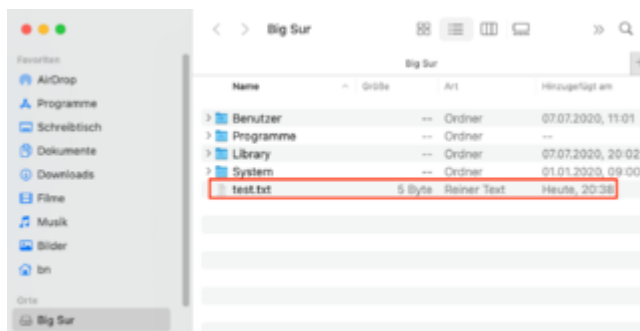 Big Sur
Favoriten
AirDrop
Programme
Schreibtisch
Dokumente
Downloads
Filme
Musik
Bilder
bn
Orte
Big Sur
Big Sur
Name Größe Art Hinzugefügt am
Benutzer -- Ordner 07.07.2020, 11:01
Programme -- Ordner --
Library -- Ordner 07.07.2020, 20:02
System -- Ordner 01.01.2020, 09:00
test.txt 5 Byte Reiner Text Heute, 20:38